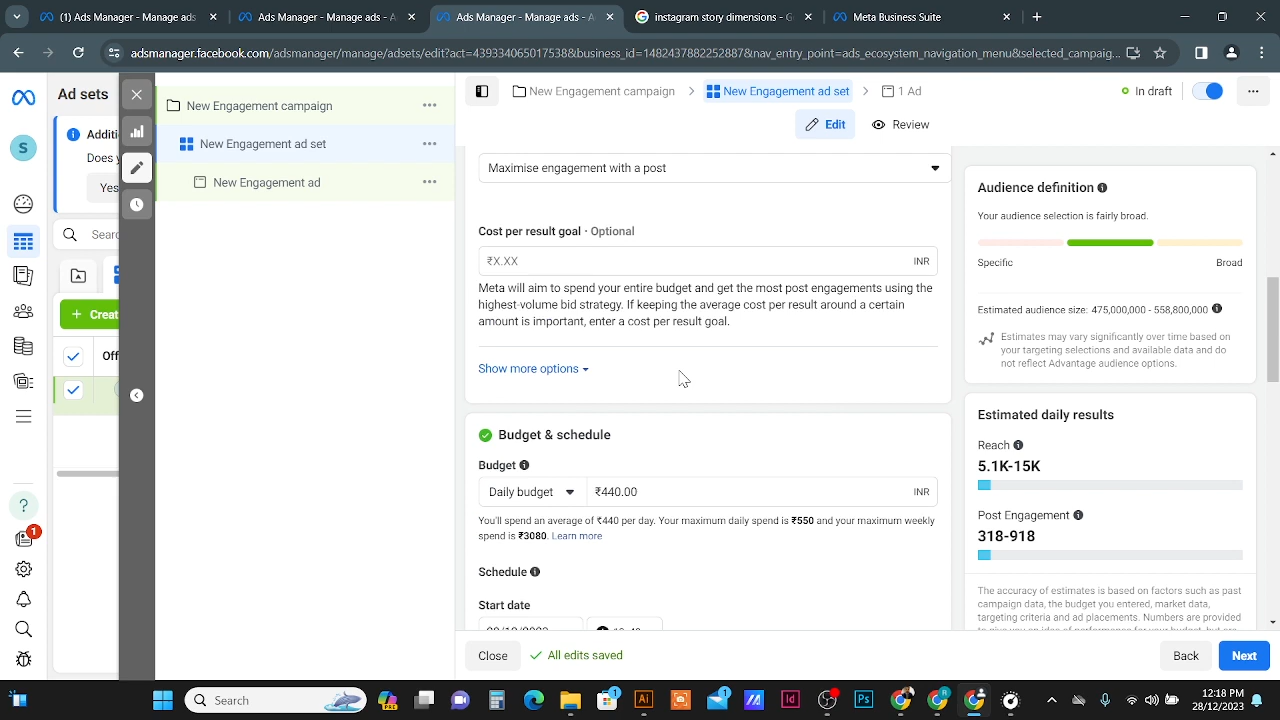 (1) Ads Manager - Manage ads
Ads Manager - Engage ads - A
Ads Manager - Manage ads - A
instagram story dimensions - G
Meta Business Suite
adsmanager.facebook.com/adsmanager/manage/adsets/edit?act=439334065017538&business_id=148243788225288​7&nav_entry_point=ads_ecosystem_navigation_menu&selected_campaig...
Ad sets
New Engagement campaign
New Engagement campaign
New Engagement ad set
1 Ad
In draft
Additi
Does y
Yes
New Engagement ad set
New Engagement ad
Edit
Review
S
Searc
Creat
Off
Maximise engagement with a post
Cost per result goal · Optional
₹X.XX
INR
Meta will aim to spend your entire budget and get the most post engagements using the
highest-volume bid strategy. If keeping the average cost per result around a certain
amount is important, enter a cost per result goal.
Show more options
Budget & schedule
Budget
Daily budget
₹440.00
INR
You'll spend an average of ₹440 per day. Your maximum daily spend is ₹550 and your maximum weekly
spend is ₹3080. Learn more
Schedule
Start date
Audience definition
Your audience selection is fairly broad.
Specific
Broad
Estimated audience size: 475,000,000 - 558,800,000
Estimates may vary significantly over time based on
your targeting selections and available data and do
not reflect Advantage audience options.
Estimated daily results
Reach
5.1K-15K
Post Engagement
318-918
The accuracy of estimates is based on factors such as past
campaign data, the budget you entered, market data,
targeting criteria and ad placements. Numbers are provided
?
1
Close
All edits saved
Back
Next
Search
PRE
1
Ai
1
Id
Ps
R
12:18 PM
28/12/2023